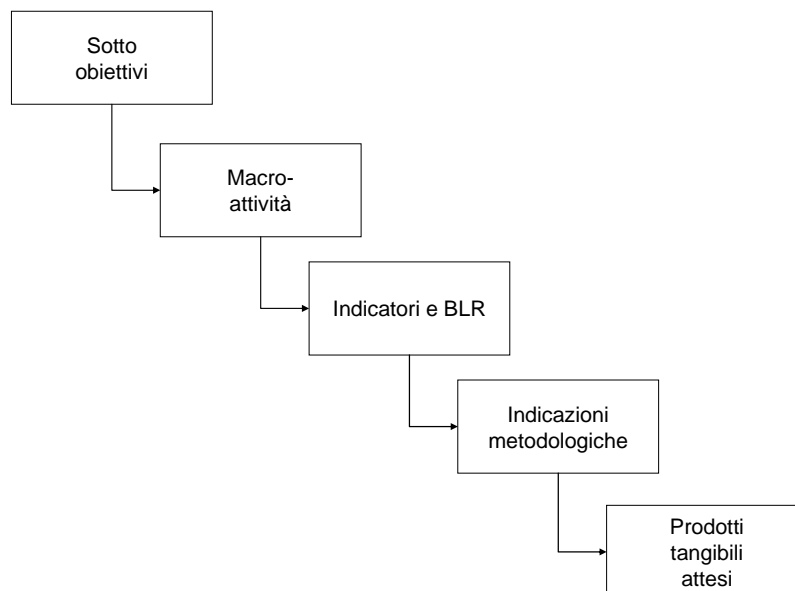 Sotto
obiettivi
Macro-
attività
Indicatori e BLR
Indicazioni
metodologiche
Prodotti
tangibili
attesi